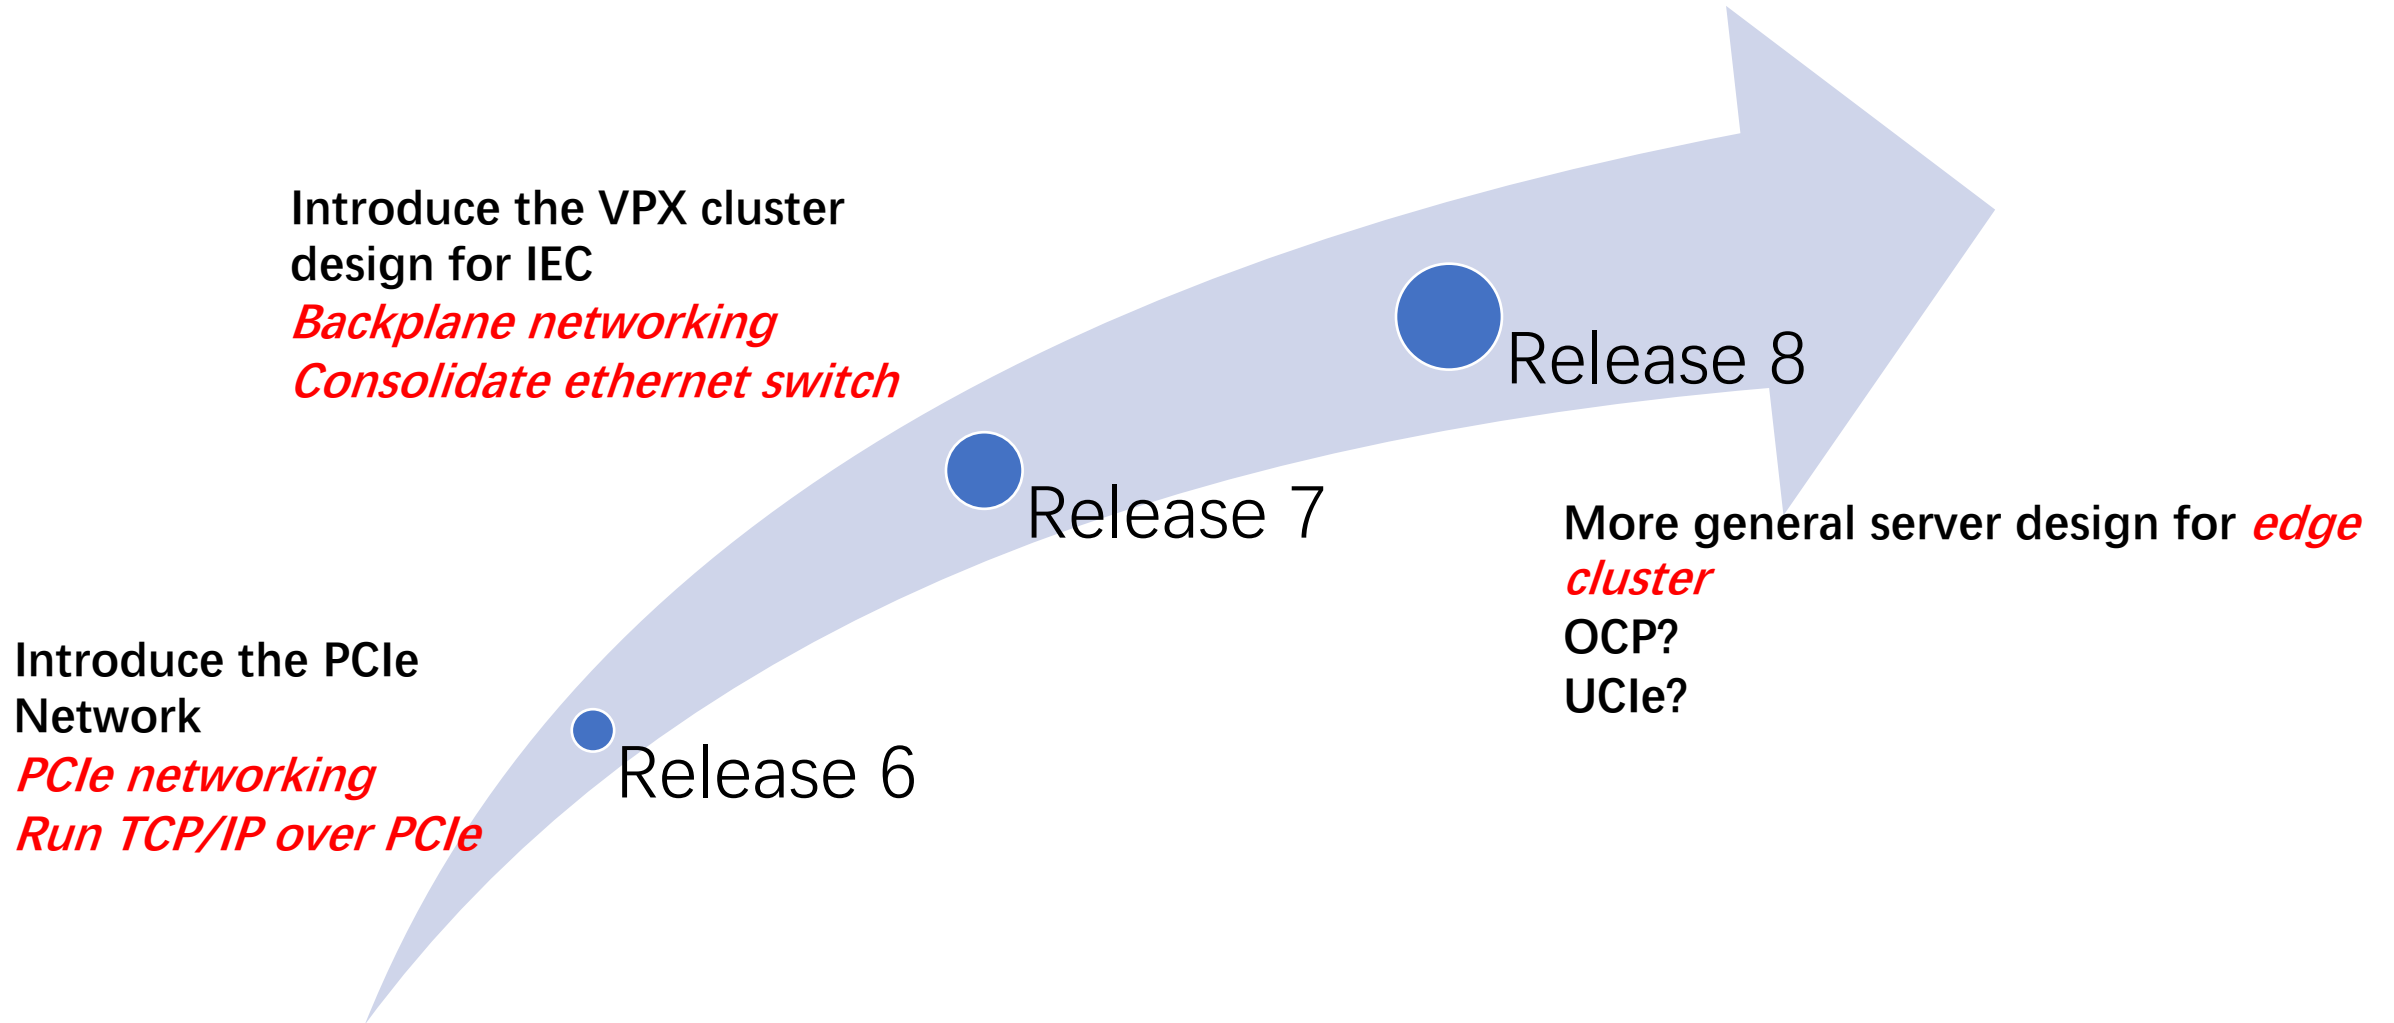 Introduce the VPX cluster
design for IEC
Backplane networking
Consolidate ethernet switch
Release 8
Release 7
More general server design for edge
cluster
OCP?
UCIe?
Introduce the PCIe
Network
PCIe networking
Run TCP/IP over PCIe
Release 6